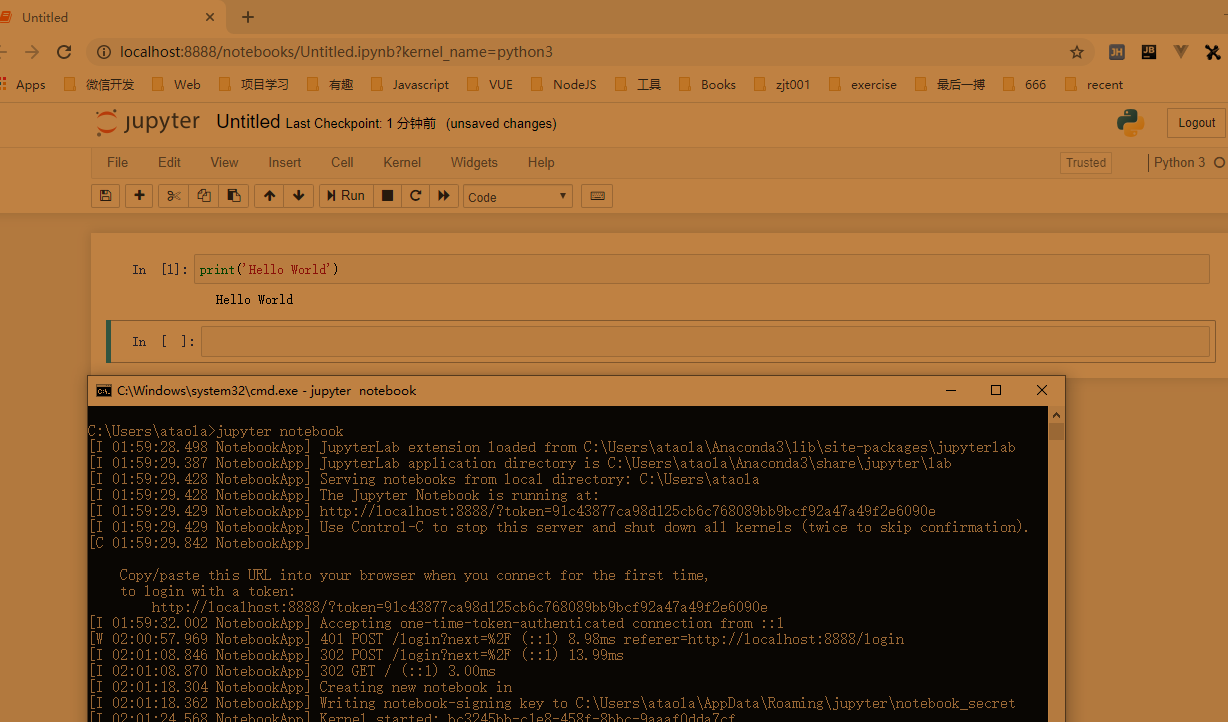 Untitled
localhost:8888/notebooks/Untitled.ipynb?kernel_name=python3
JH JB
Apps 微信开发 Web 项目学习 有趣 Javascript VUE NodeJS 工具 Books zjt001 exercise 最后一搏 666 recent
jupyter Untitled Last Checkpoint: 1 分钟前 (unsaved changes) Logout
File Edit View Insert Cell Kernel Widgets Help Trusted Python 3
Run Code
In [1]: print('Hello World')
Hello World
In [ ]:
C:\Windows\system32\cmd.exe - jupyter notebook
C:\Users\ataola>jupyter notebook
[I 01:59:28.498 NotebookApp] JupyterLab extension loaded from C:\Users\ataola\Anaconda3\lib\site-packages\jupyterlab
[I 01:59:29.387 NotebookApp] JupyterLab application directory is C:\Users\ataola\Anaconda3\share\jupyter\lab
[I 01:59:29.428 NotebookApp] Serving notebooks from local directory: C:\Users\ataola
[I 01:59:29.428 NotebookApp] The Jupyter Notebook is running at:
[I 01:59:29.429 NotebookApp] http://localhost:8888/?token=91c43877ca98d125cb6c768089bb9bcf92a47a49f2e6090e
[I 01:59:29.429 NotebookApp] Use Control-C to stop this server and shut down all kernels (twice to skip confirmation).
[C 01:59:29.842 NotebookApp]
Copy/paste this URL into your browser when you connect for the first time,
to login with a token:
http://localhost:8888/?token=91c43877ca98d125cb6c768089bb9bcf92a47a49f2e6090e
[I 01:59:32.002 NotebookApp] Accepting one-time-token-authenticated connection from ::1
[W 02:00:57.969 NotebookApp] 401 POST /login?next=%2F (::1) 8.98ms referer=http://localhost:8888/login
[I 02:01:08.846 NotebookApp] 302 POST /login?next=%2F (::1) 13.99ms
[I 02:01:08.870 NotebookApp] 302 GET / (::1) 3.00ms
[I 02:01:18.304 NotebookApp] Creating new notebook in
[I 02:01:18.362 NotebookApp] Writing notebook-signing key to C:\Users\ataola\AppData\Roaming\jupyter\notebook_secret
[I 02:01:24.568 NotebookApp] Kernel started: bc3245bb-c1e8-458f-8bbc-9aaaf0dda7cf